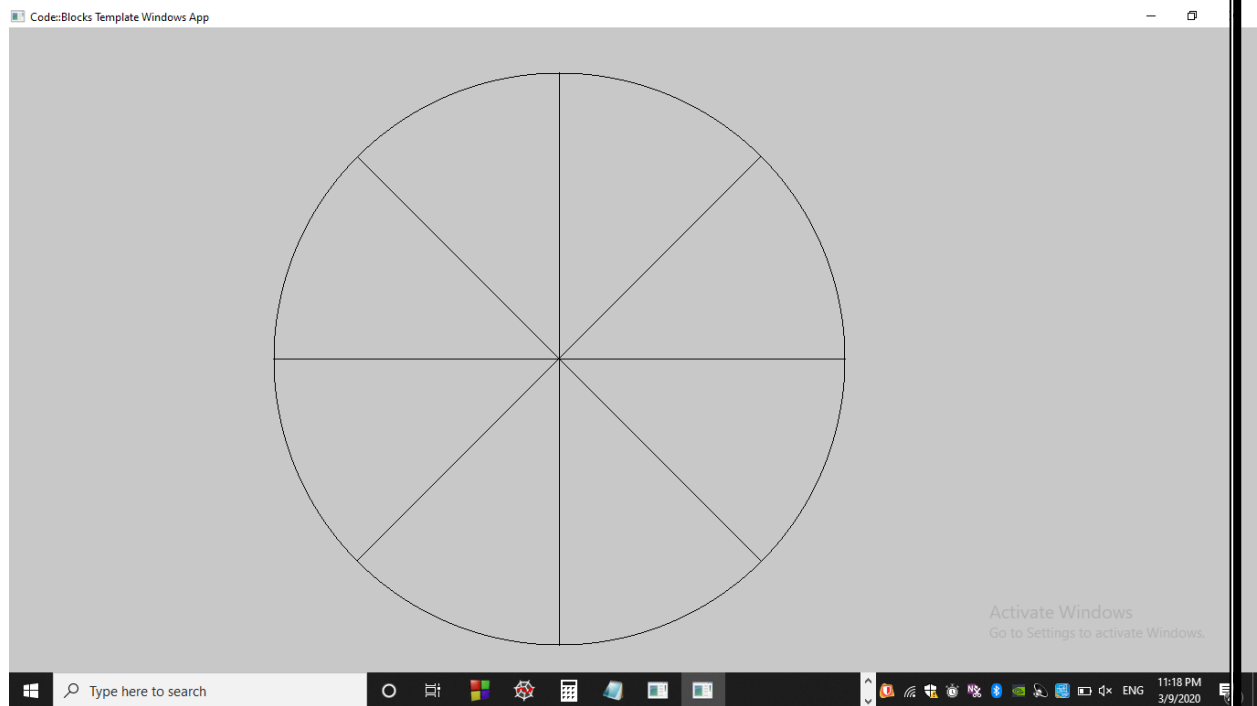 Code::Blocks Template Windows App
Activate Windows
Go to Settings to activate Windows.
Type here to search
ENG
11:18 PM
3/9/2020